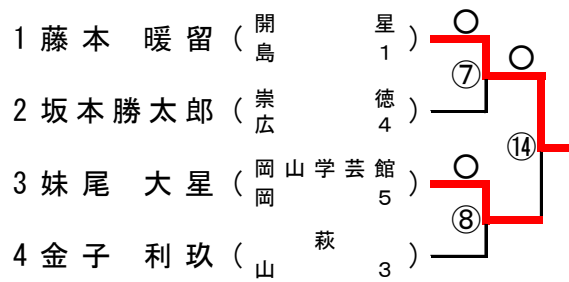 1 藤本 暖留 (開星 島1) ○
⑦ ○
2 坂本勝太郎 (崇徳 広4)
⑭
3 妹尾 大星 (岡山学芸館 岡5) ○
⑧
4 金子 利玖 (萩 山3)